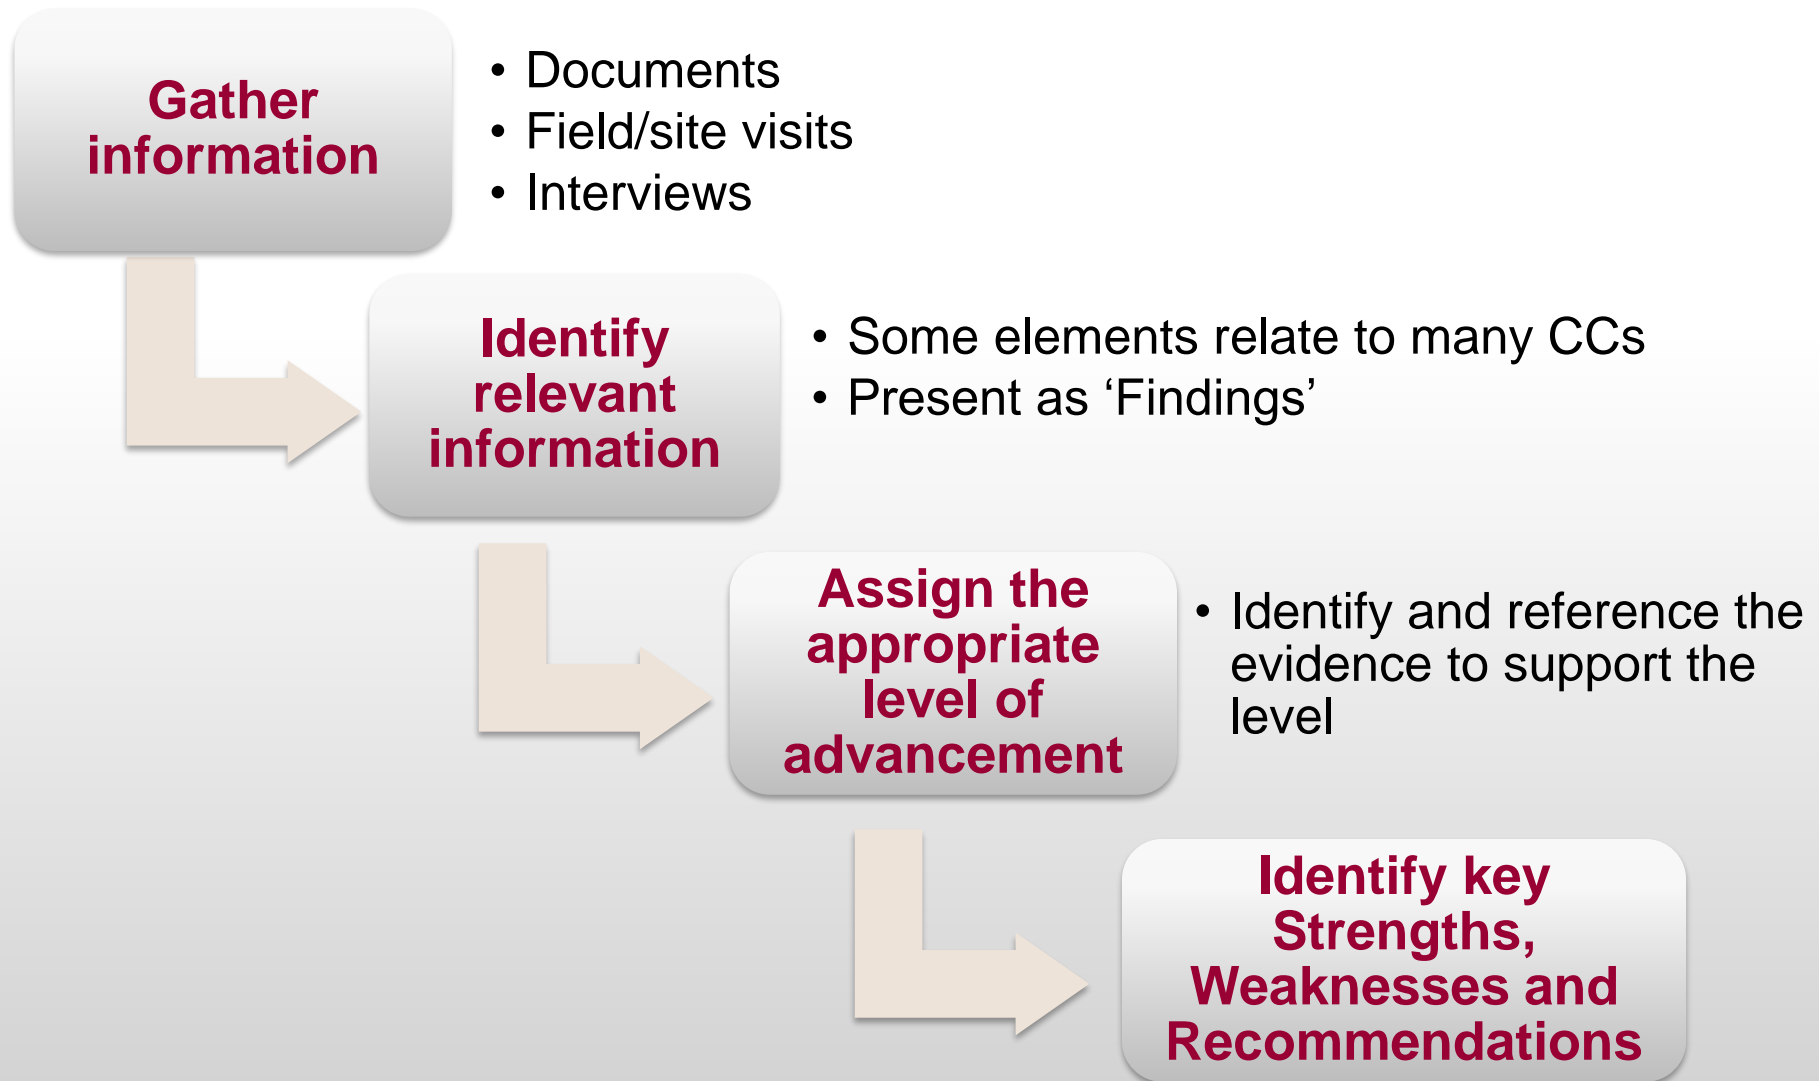 Gather
information
• Documents
• Field/site visits
• Interviews
Identify
relevant
information
• Some elements relate to many CCs
• Present as ‘Findings’
Assign the
appropriate
level of
advancement
• Identify and reference the
evidence to support the
level
Identify key
Strengths,
Weaknesses and
Recommendations